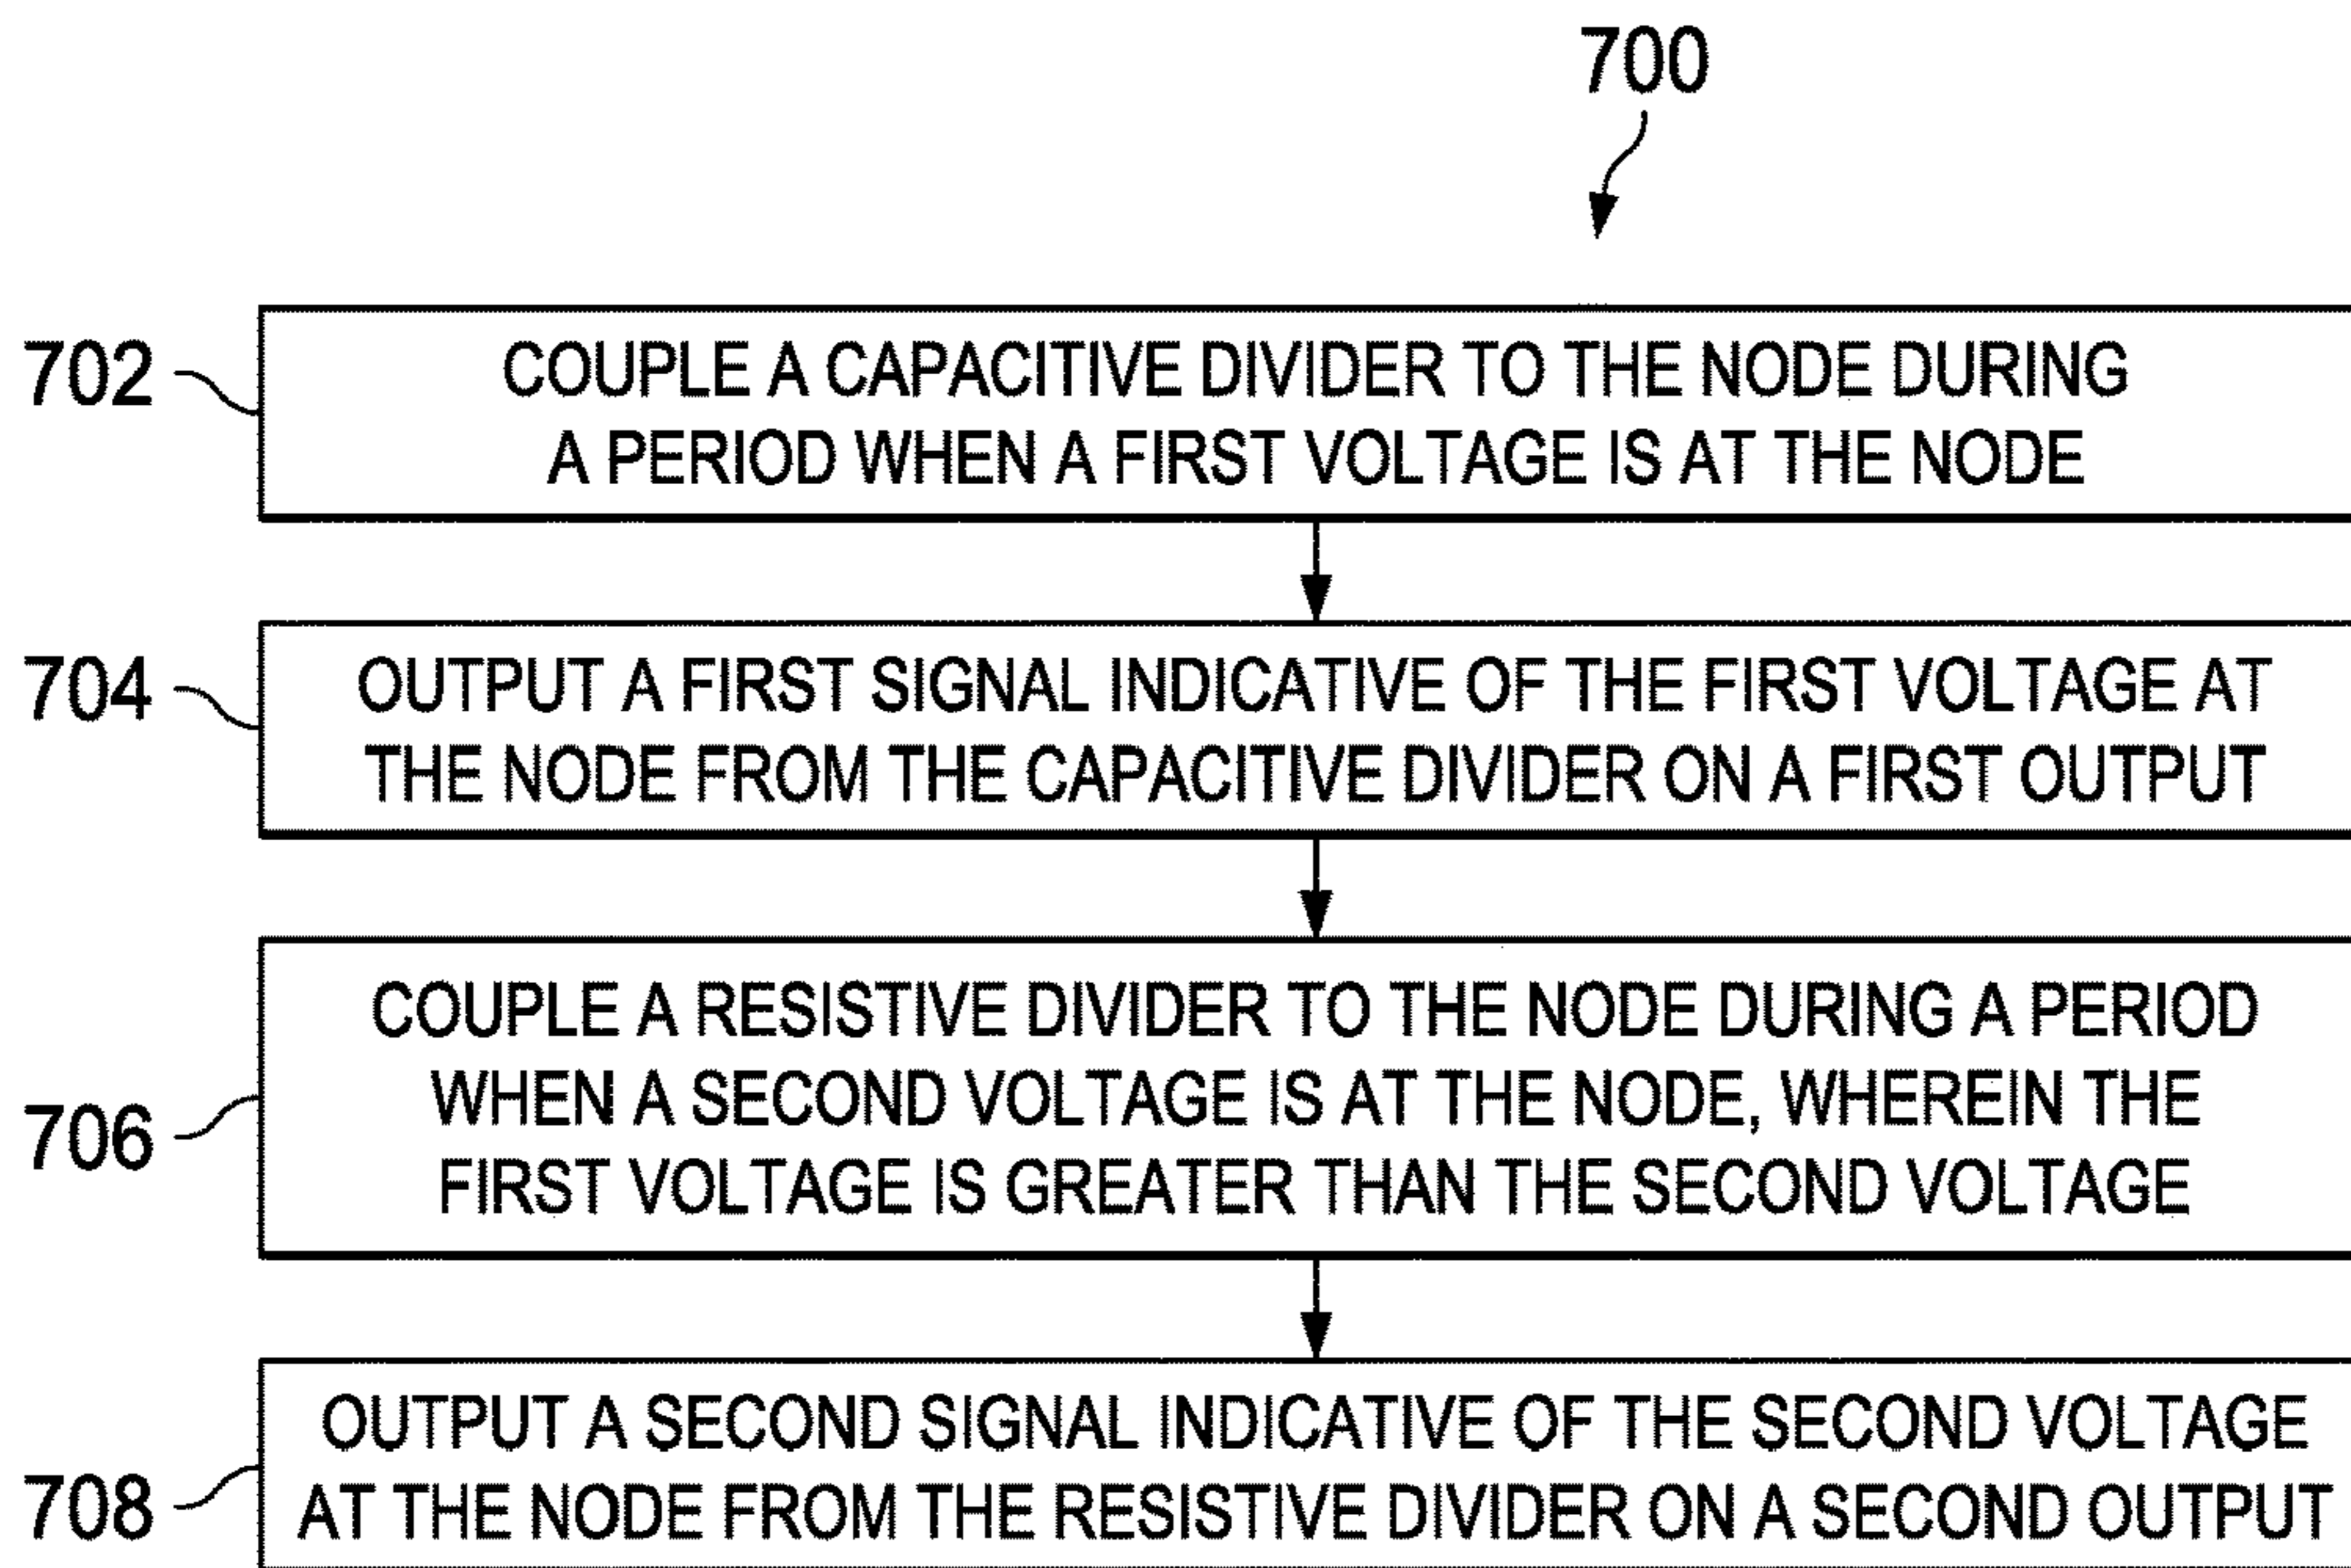 700
702
COUPLE A CAPACITIVE DIVIDER TO THE NODE DURING
A PERIOD WHEN A FIRST VOLTAGE IS AT THE NODE
704
OUTPUT A FIRST SIGNAL INDICATIVE OF THE FIRST VOLTAGE AT
THE NODE FROM THE CAPACITIVE DIVIDER ON A FIRST OUTPUT
706
COUPLE A RESISTIVE DIVIDER TO THE NODE DURING A PERIOD
WHEN A SECOND VOLTAGE IS AT THE NODE, WHEREIN THE
FIRST VOLTAGE IS GREATER THAN THE SECOND VOLTAGE
708
OUTPUT A SECOND SIGNAL INDICATIVE OF THE SECOND VOLTAGE
AT THE NODE FROM THE RESISTIVE DIVIDER ON A SECOND OUTPUT